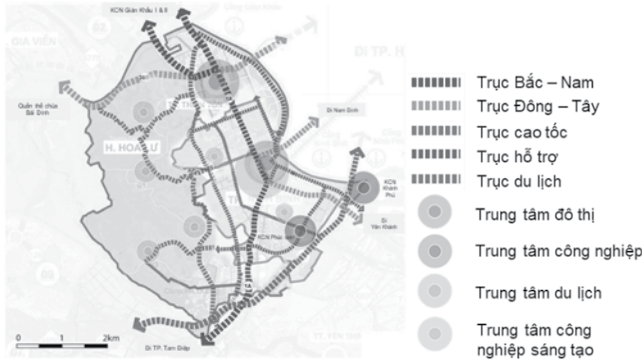 KCN Gián Khẩu I & II
GIA VIỄN
ĐI TP. H
Quần thể chùa
Bái Đính
Đi Nam Định
H. HOA LƯ
KCN
Khánh
Phú
Đi
Yên Khánh
KCN Phúc
Đi TP. Tam Điệp
0 1 2km
Trục Bắc – Nam
Trục Đông – Tây
Trục cao tốc
Trục hỗ trợ
Trục du lịch
Trung tâm đô thị
Trung tâm công nghiệp
Trung tâm du lịch
Trung tâm công
nghiệp sáng tạo